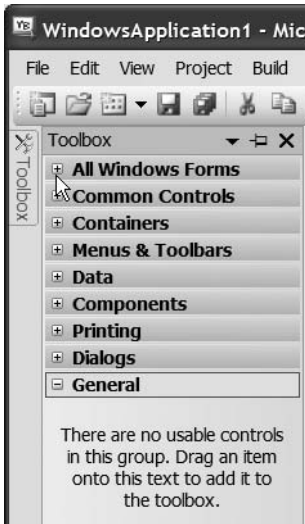 WindowsApplication1 - Mic
File Edit View Project Build
Toolbox
Toolbox
All Windows Forms
Common Controls
Containers
Menus & Toolbars
Data
Components
Printing
Dialogs
General
There are no usable controls
in this group. Drag an item
onto this text to add it to
the toolbox.